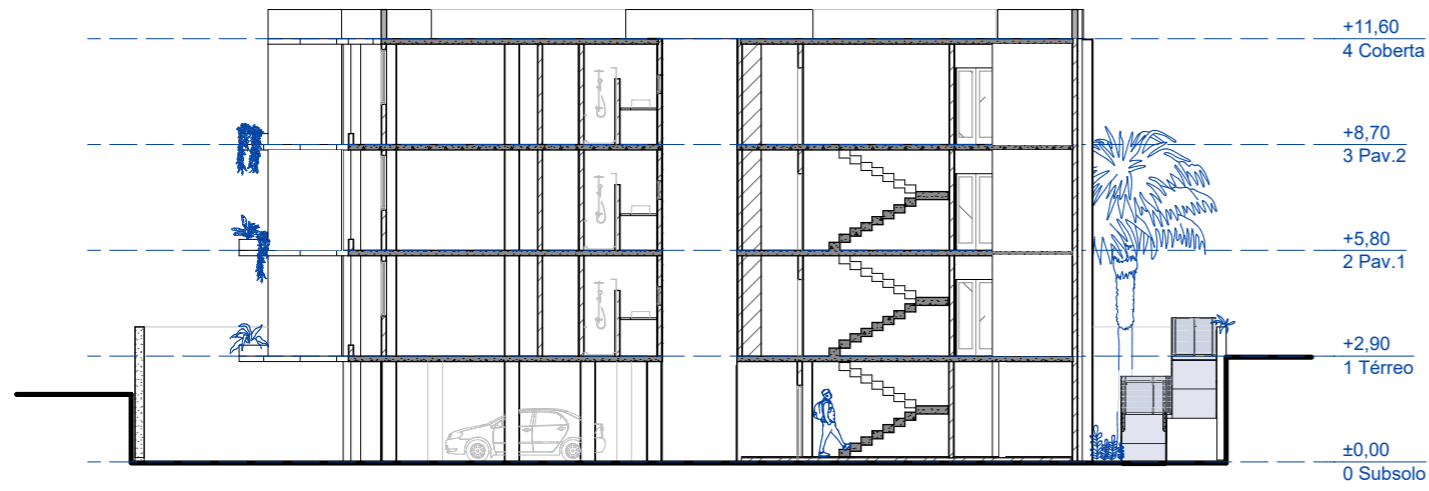 +11,60
4 Coberta
+8,70
3 Pav.2
+5,80
2 Pav.1
+2,90
1 Térreo
±0,00
0 Subsolo